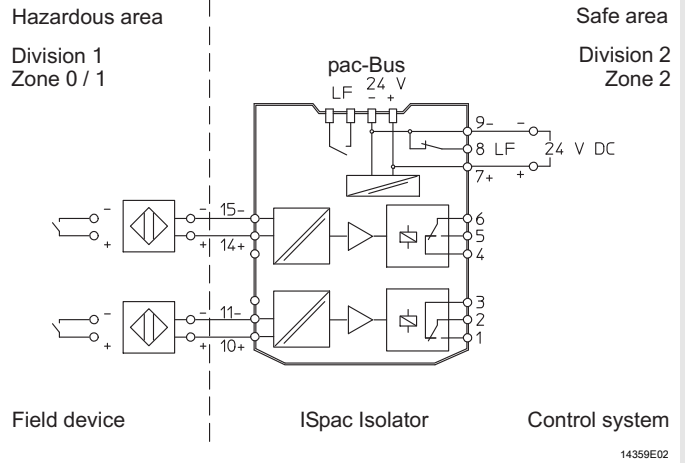 Hazardous area
Safe area
Division 1
Zone 0 / 1
Division 2
Zone 2
pac-Bus
LF 24 V
- +
9- -
8 LF 24 V DC
7+ +
- - 15-
+ + 14+
6
5
4
- - 11-
+ + 10+
3
2
1
Field device
ISpac Isolator
Control system
14359E02